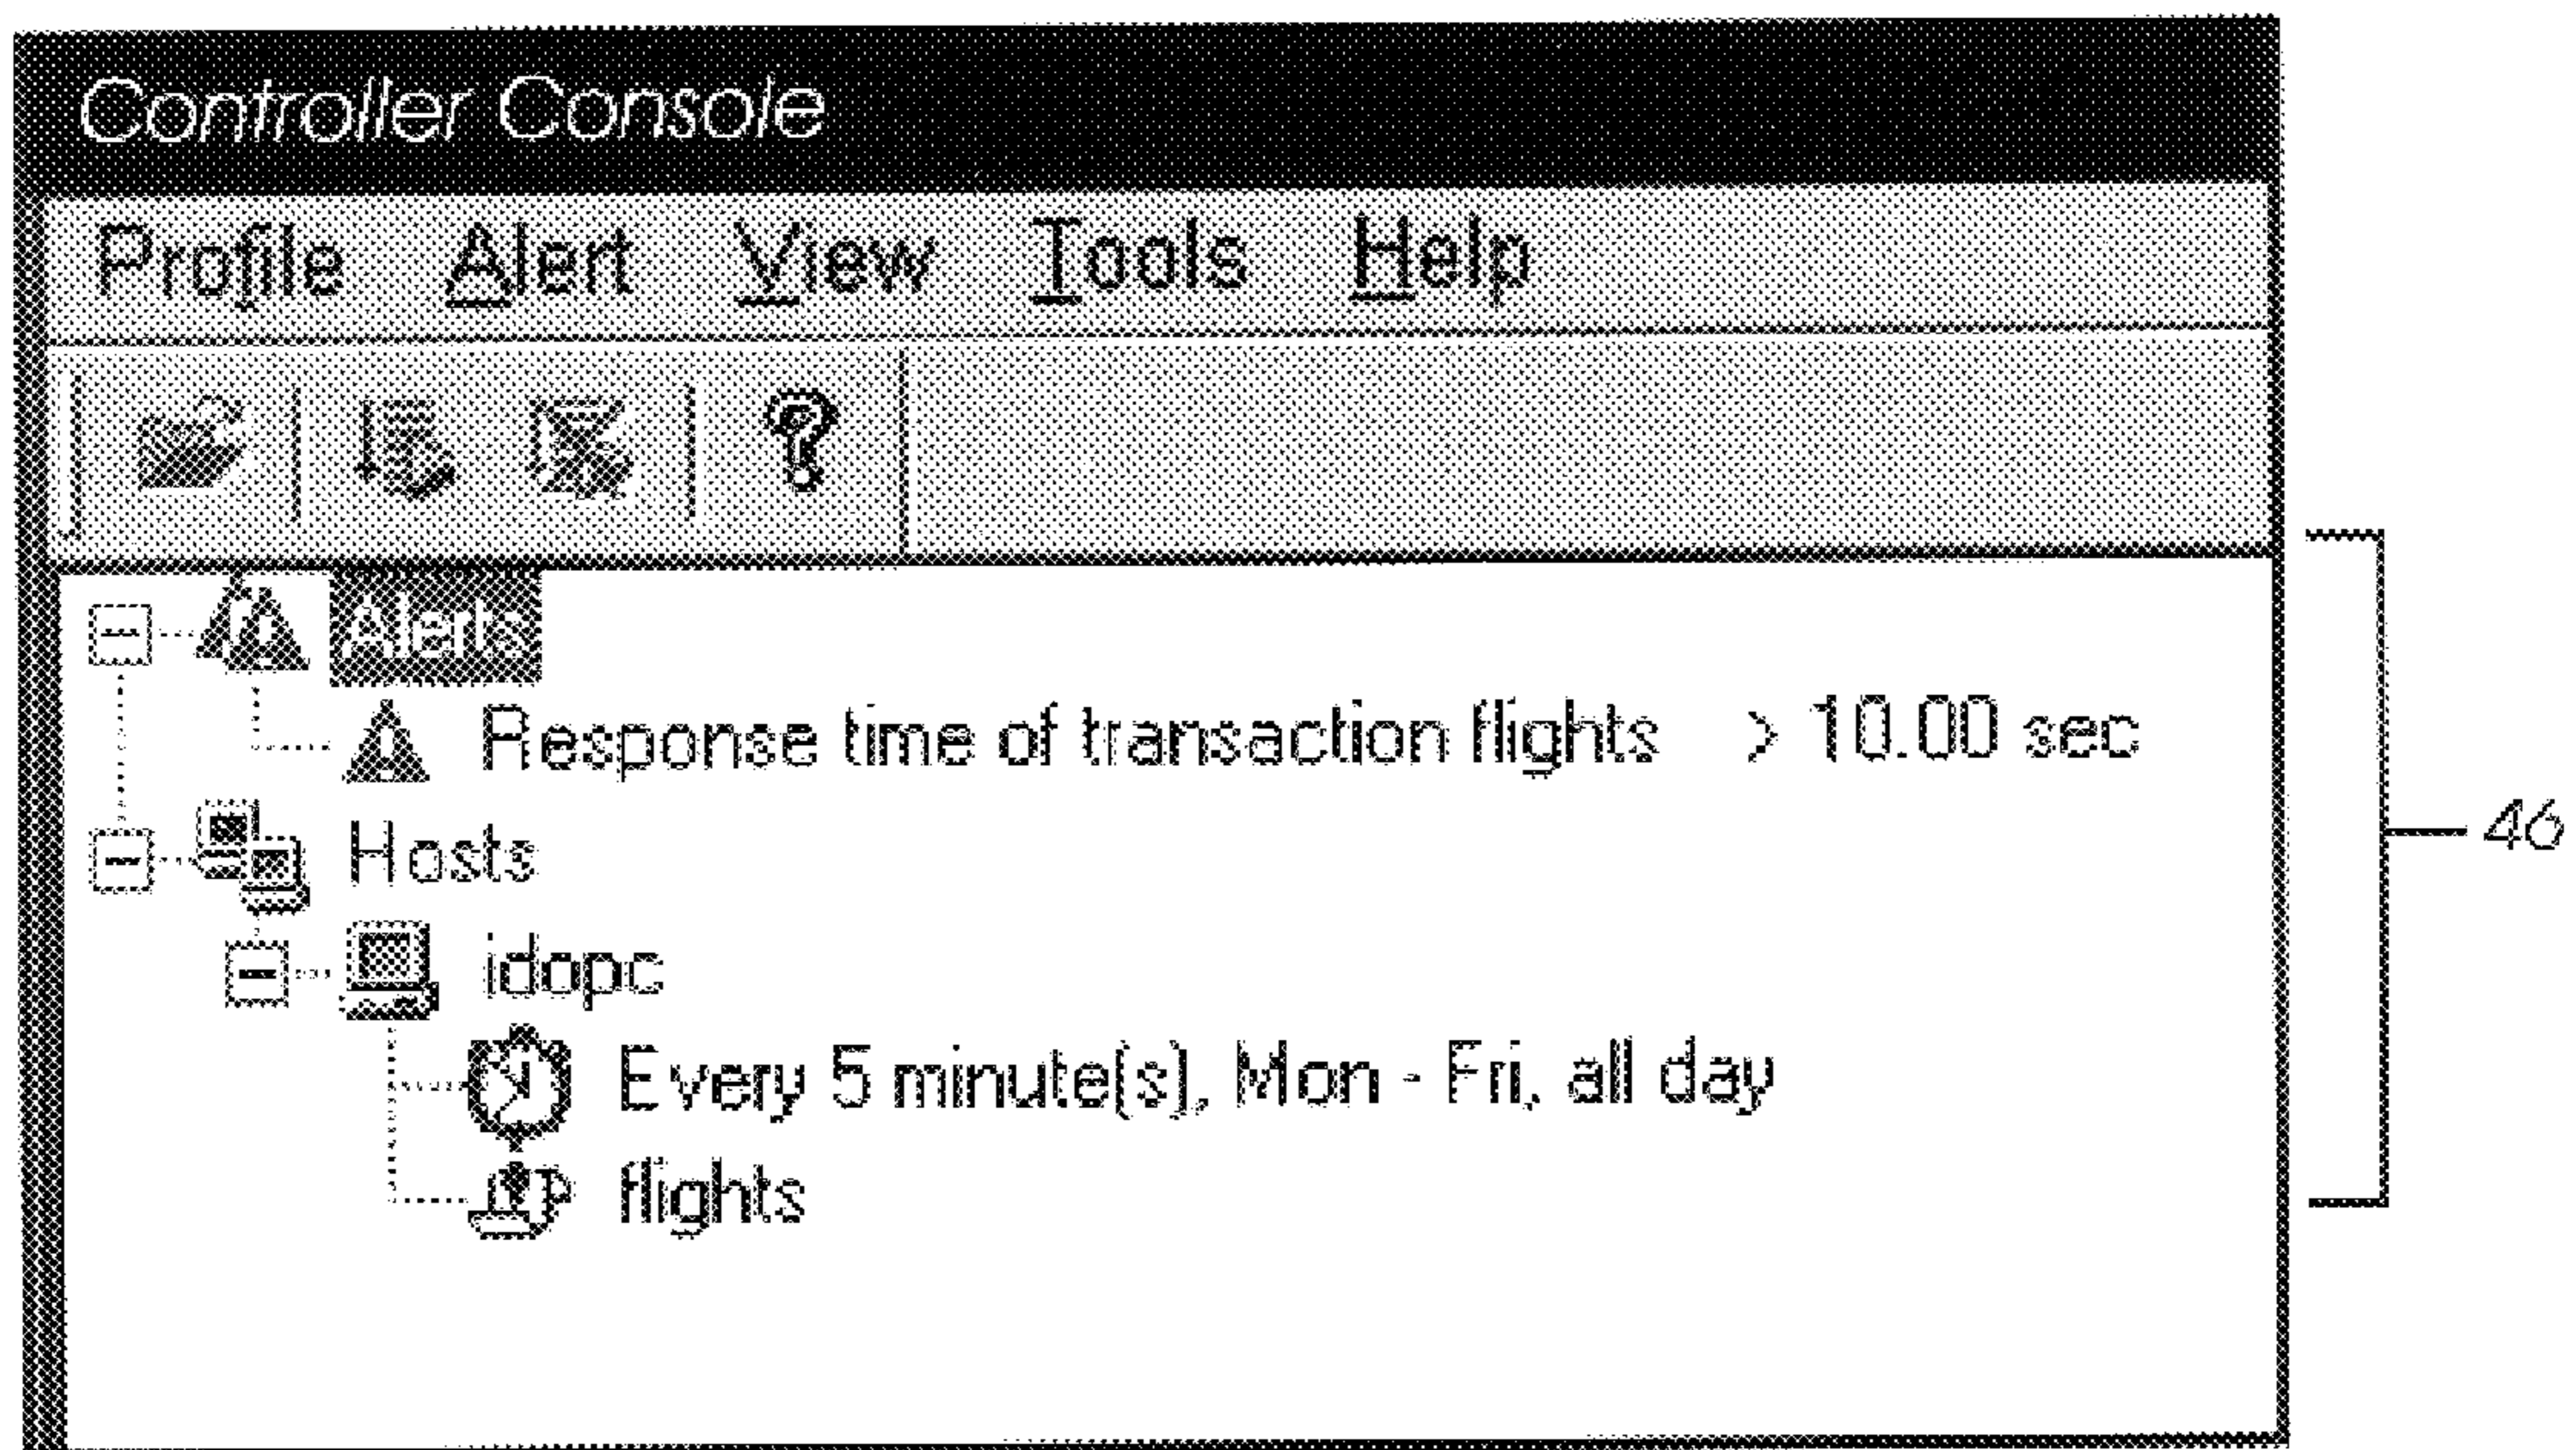 Controller Console
Profile Alert View Tools Help
Alerts
Response time of transaction flights > 10.00 sec
Hosts
46
idopc
Every 5 minute(s), Mon - Fri, all day
flights